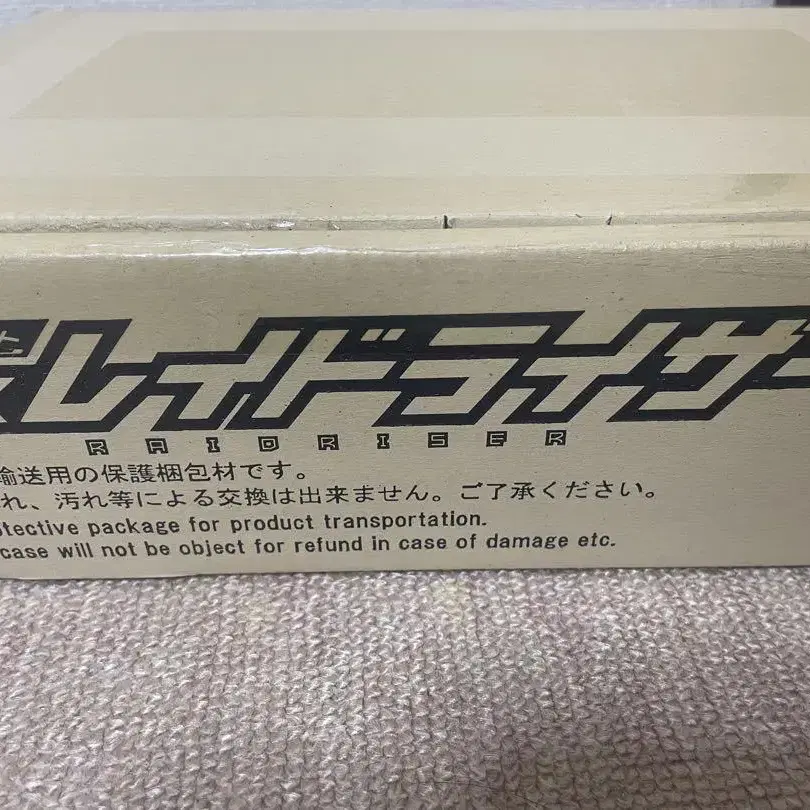 レイドライザー
RAIDRISER
輸送用の保護梱包材です。
れ、汚れ等による交換は出来ません。ご了承ください。
otective package for product transportation.
case will not be object for refund in case of damage etc.